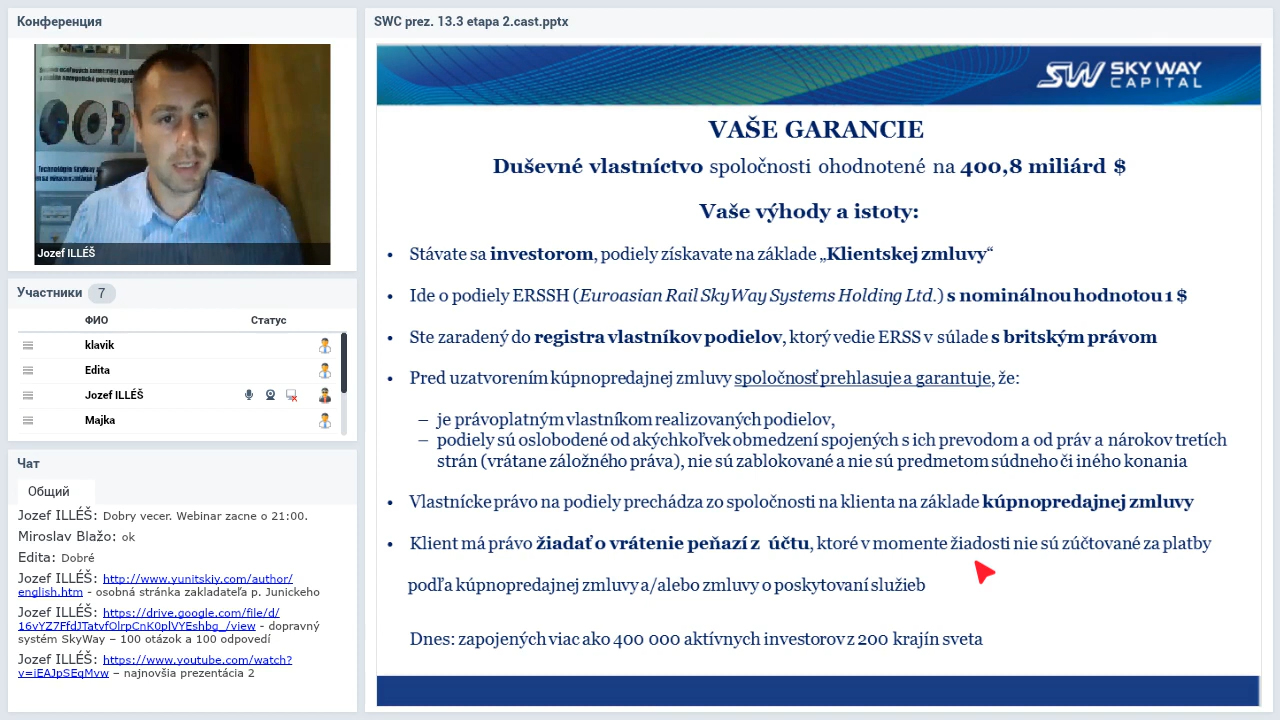 Конференция
Jozef ILLÉŠ
Участники 7
ФИО Статус
klavik
Edita
Jozef ILLÉŠ
Majka
Чат
Общий
Jozef ILLÉŠ: Dobry vecer. Webinar zacne o 21:00.
Miroslav Blažo: ok
Edita: Dobré
Jozef ILLÉŠ: http://www.yunitskiy.com/author/
english.htm - osobná stránka zakladateľa p. Junickeho
Jozef ILLÉŠ: https://drive.google.com/file/d/
16vYZ7FfdJTatvfOlrpCnK0plVYEshbg_/view - dopravný
systém SkyWay – 100 otázok a 100 odpovedí
Jozef ILLÉŠ: https://www.youtube.com/watch?
v=iEAJpSEqMvw – najnovšia prezentácia 2
SWC prez. 13.3 etapa 2.cast.pptx
SW SKY WAY
CAPITAL
VAŠE GARANCIE
Duševné vlastníctvo spoločnosti ohodnotené na 400,8 miliárd $
Vaše výhody a istoty:
• Stávate sa investorom, podiely získavate na základe „Klientskej zmluvy“
• Ide o podiely ERSSH (Euroasian Rail SkyWay Systems Holding Ltd.) s nominálnou hodnotou 1 $
• Ste zaradený do registra vlastníkov podielov, ktorý vedie ERSS v súlade s britským právom
• Pred uzatvorením kúpnopredajnej zmluvy spoločnosť prehlasuje a garantuje, že:
– je právoplatným vlastníkom realizovaných podielov,
– podiely sú oslobodené od akýchkoľvek obmedzení spojených s ich prevodom a od práv a nárokov tretích
strán (vrátane záložného práva), nie sú zablokované a nie sú predmetom súdneho či iného konania
• Vlastnícke právo na podiely prechádza zo spoločnosti na klienta na základe kúpnopredajnej zmluvy
• Klient má právo žiadať o vrátenie peňazí z účtu, ktoré v momente žiadosti nie sú zúčtované za platby
podľa kúpnopredajnej zmluvy a/alebo zmluvy o poskytovaní služieb
Dnes: zapojených viac ako 400 000 aktívnych investorov z 200 krajín sveta